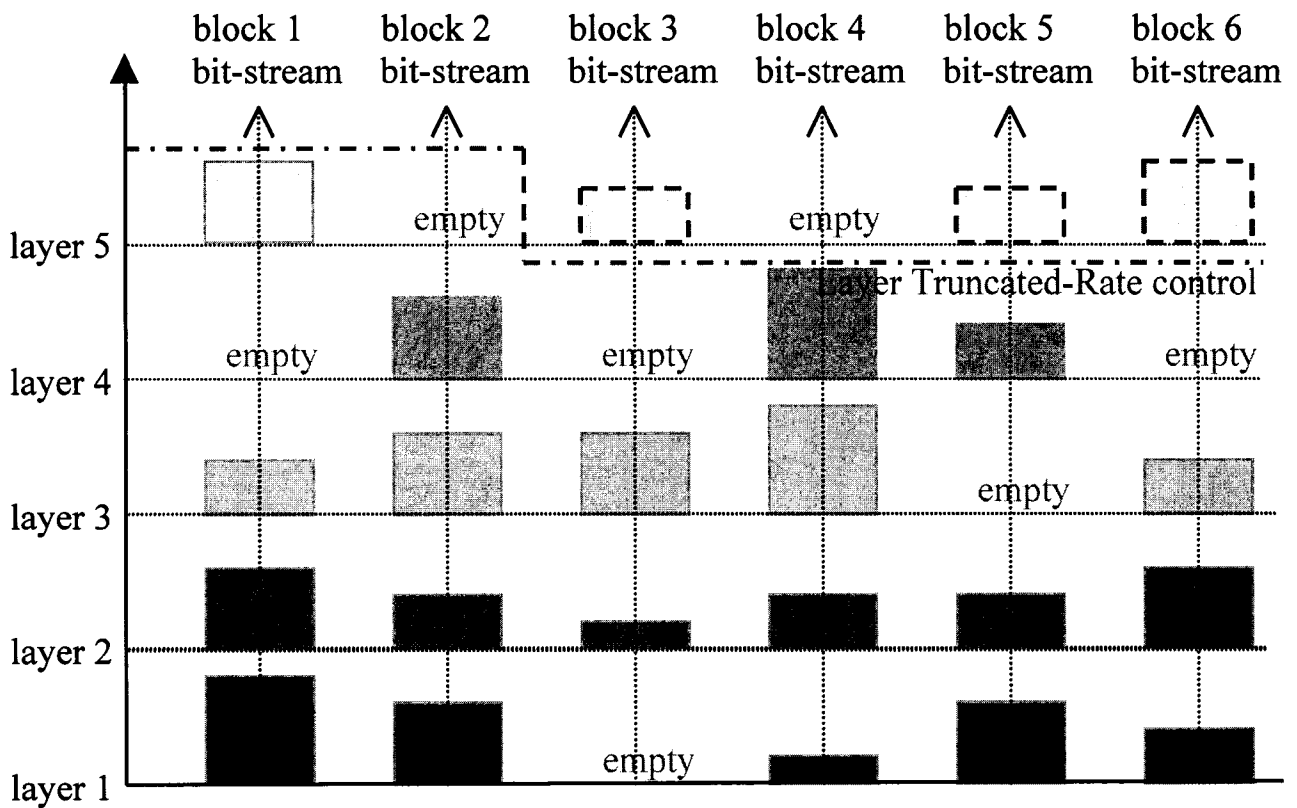 block 1 block 2 block 3 block 4 block 5 block 6
bit-stream bit-stream bit-stream bit-stream bit-stream bit-stream
empty empty
layer 5
Layer Truncated-Rate control
empty empty empty
layer 4
empty
layer 3
layer 2
empty
layer 1